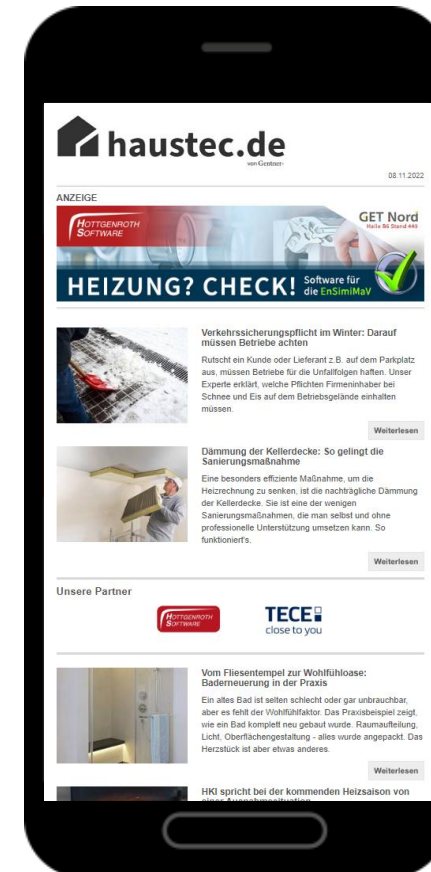 haustec.de
von Gentner
08.11.2022
ANZEIGE
HOTTGENROTH
SOFTWARE
GET Nord
Halle B6 Stand 440
HEIZUNG? CHECK! Software für
die EnSimiMaV
Verkehrssicherungspflicht im Winter: Darauf
müssen Betriebe achten
Rutscht ein Kunde oder Lieferant z.B. auf dem Parkplatz
aus, müssen Betriebe für die Unfallfolgen haften. Unser
Experte erklärt, welche Pflichten Firmeninhaber bei
Schnee und Eis auf dem Betriebsgelände einhalten
müssen.
Weiterlesen
Dämmung der Kellerdecke: So gelingt die
Sanierungsmaßnahme
Eine besonders effiziente Maßnahme, um die
Heizrechnung zu senken, ist die nachträgliche Dämmung
der Kellerdecke. Sie ist eine der wenigen
Sanierungsmaßnahmen, die man selbst und ohne
professionelle Unterstützung umsetzen kann. So
funktioniert's.
Weiterlesen
Unsere Partner
HOTTGENROTH
SOFTWARE
TECE
close to you
Vom Fliesentempel zur Wohlfühloase:
Baderneuerung in der Praxis
Ein altes Bad ist selten schlecht oder gar unbrauchbar,
aber es fehlt der Wohlfühlfaktor. Das Praxisbeispiel zeigt,
wie ein Bad komplett neu gebaut wurde. Raumaufteilung,
Licht, Oberflächengestaltung - alles wurde angepackt. Das
Herzstück ist aber etwas anderes.
Weiterlesen
HKI spricht bei der kommenden Heizsaison von
einer Ausnahmesituation